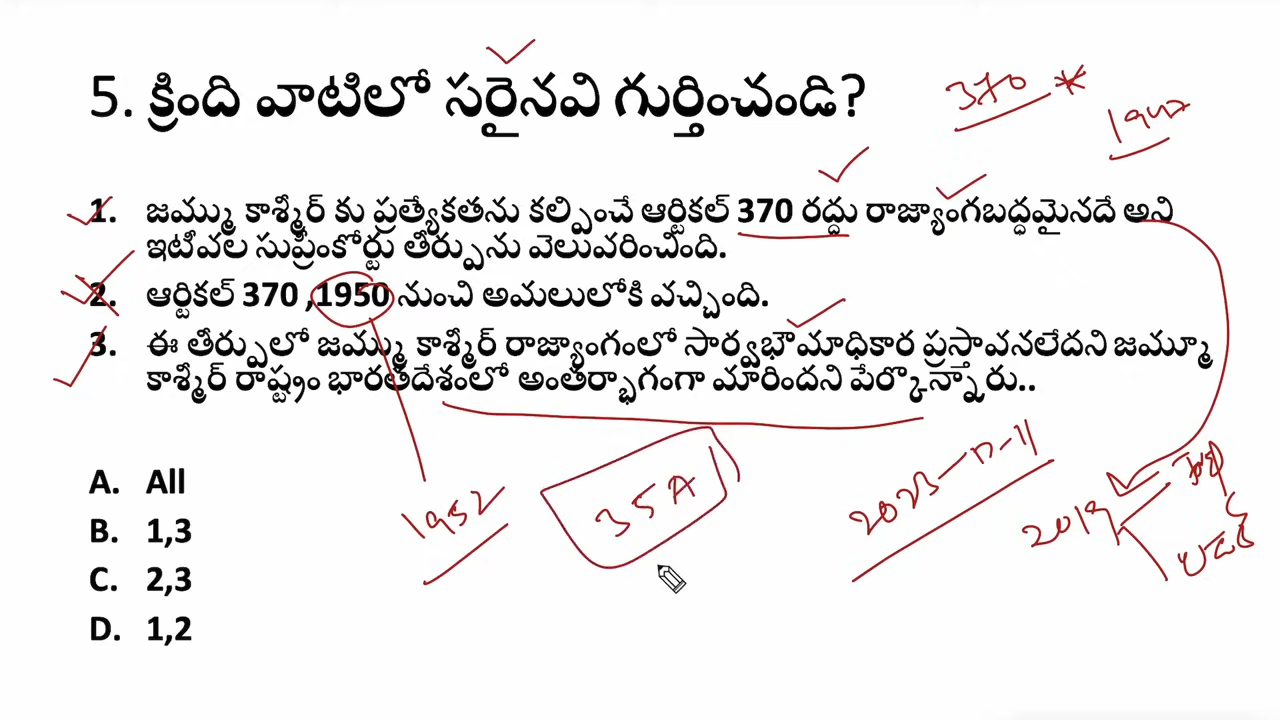 5. క్రింది వాటిలో సరైనవి గుర్తించండి?
370 *
1947
1. జమ్ము కాశ్మీర్ కు ప్రత్యేకతను కల్పించే ఆర్టికల్ 370 రద్దు రాజ్యాంగబద్ధమైనదే అని
ఇటీవల సుప్రీంకోర్టు తీర్పును వెలువరించింది.
2. ఆర్టికల్ 370 ,1950 నుంచి అమలులోకి వచ్చింది.
3. ఈ తీర్పులో జమ్ము కాశ్మీర్ రాజ్యాంగంలో సార్వభౌమాధికార ప్రస్తావనలేదని జమ్మూ
కాశ్మీర్ రాష్ట్రం భారతదేశంలో అంతర్భాగంగా మారిందని పేర్కొన్నారు..
A. All
B. 1,3
C. 2,3
D. 1,2
1952
35A
2023-D-11
2019